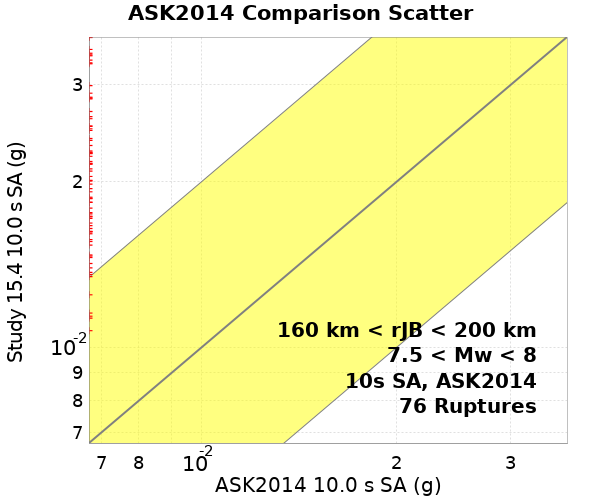 ASK2014 Comparison Scatter
Study 15.4 10.0 s SA (g)
3
2
10-2
9
8
7
160 km < rJB < 200 km
7.5 < Mw < 8
10s SA, ASK2014
76 Ruptures
7 8 10-2 2 3
ASK2014 10.0 s SA (g)